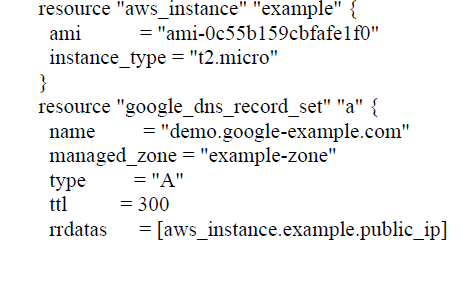 resource "aws_instance" "example" {
ami = "ami-0c55b159cbfafe1f0"
instance_type = "t2.micro"
}
resource "google_dns_record_set" "a" {
name = "demo.google-example.com"
managed_zone = "example-zone"
type = "A"
ttl = 300
rrdatas = [aws_instance.example.public_ip]